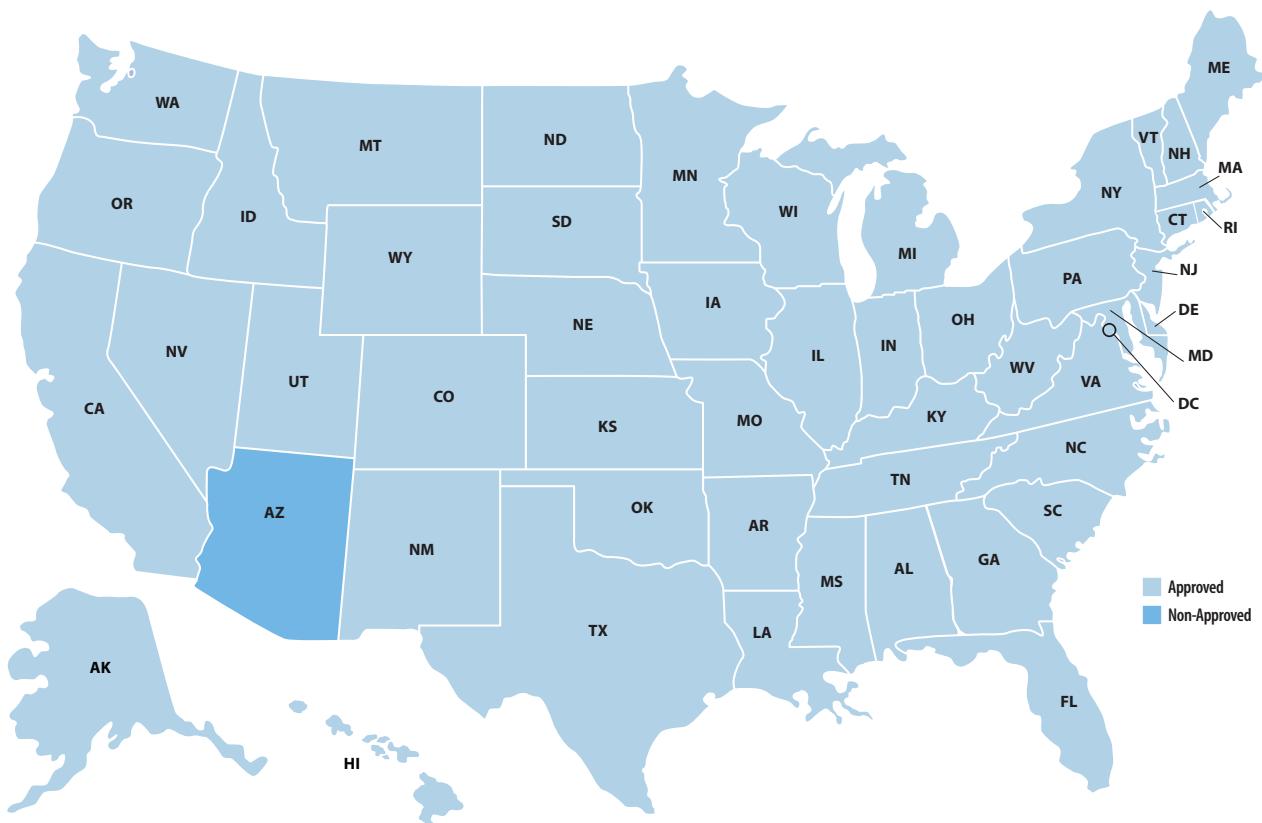 ME
WA
VT
MT
ND
NH
MA
MN
NY
OR
WI
ID
SD
CT
RI
MI
WY
NJ
PA
IA
NE
DE
OH
NV
IN
IL
MD
UT
WV
VA
CO
CA
DC
KY
MO
KS
NC
TN
OK
SC
AZ
AR
NM
GA
AL
MS
Approved
Non-Approved
TX
LA
AK
FL
HI